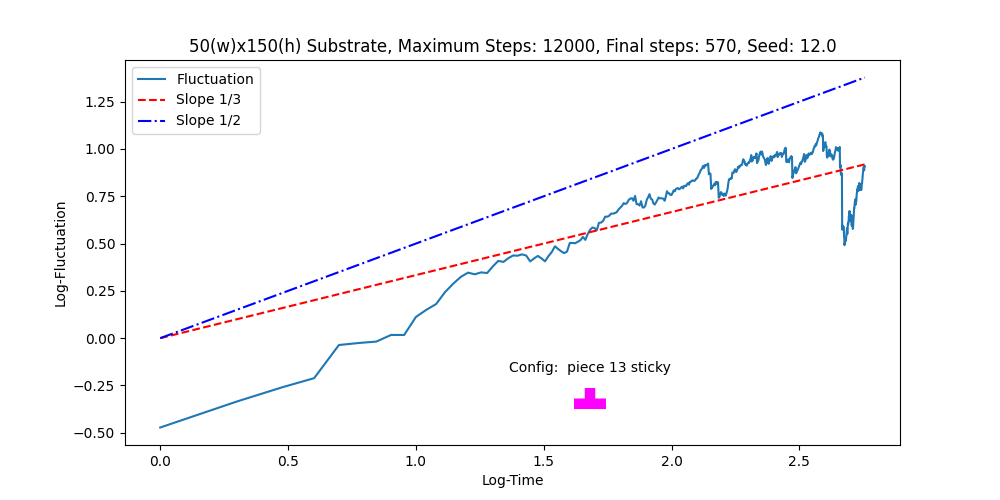 50(w)x150(h) Substrate, Maximum Steps: 12000, Final steps: 570, Seed: 12.0
Fluctuation
Slope 1/3
Slope 1/2
1.25
1.00
0.75
0.50
0.25
0.00
−0.25
−0.50
Log-Fluctuation
Config:  piece 13 sticky
0.0 0.5 1.0 1.5 2.0 2.5
Log-Time